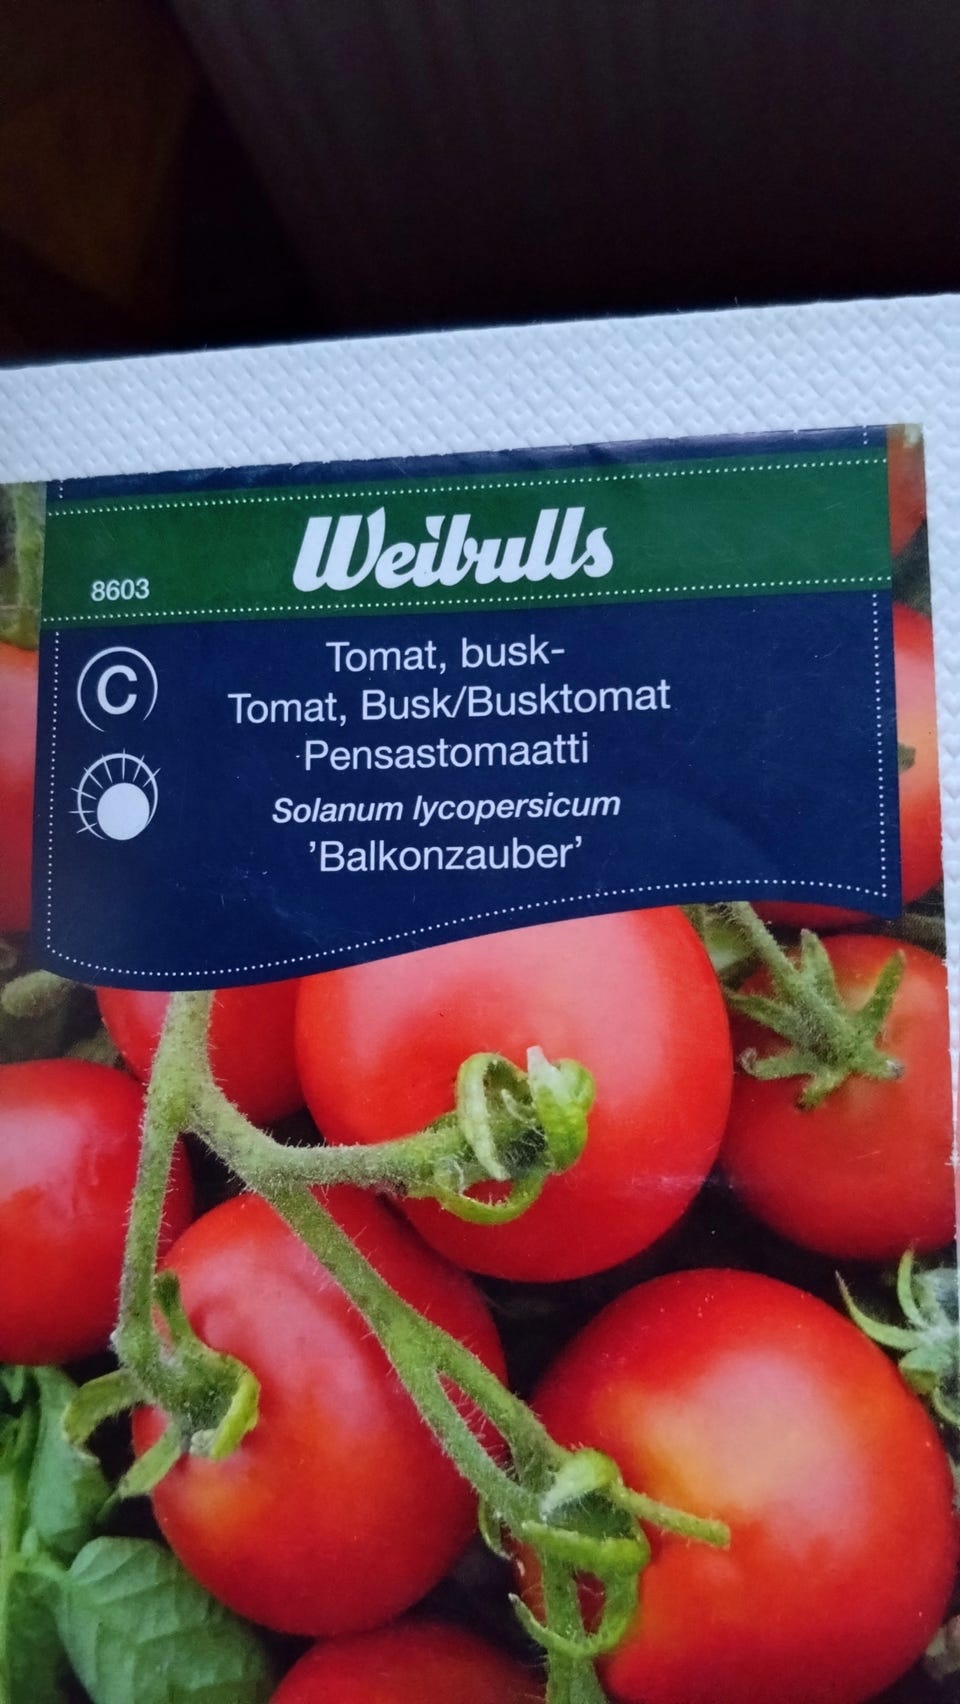 Weibulls
8603
C
Tomat, busk-
Tomat, Busk/Busktomat
Pensastomaatti
Solanum lycopersicum
’Balkonzauber’